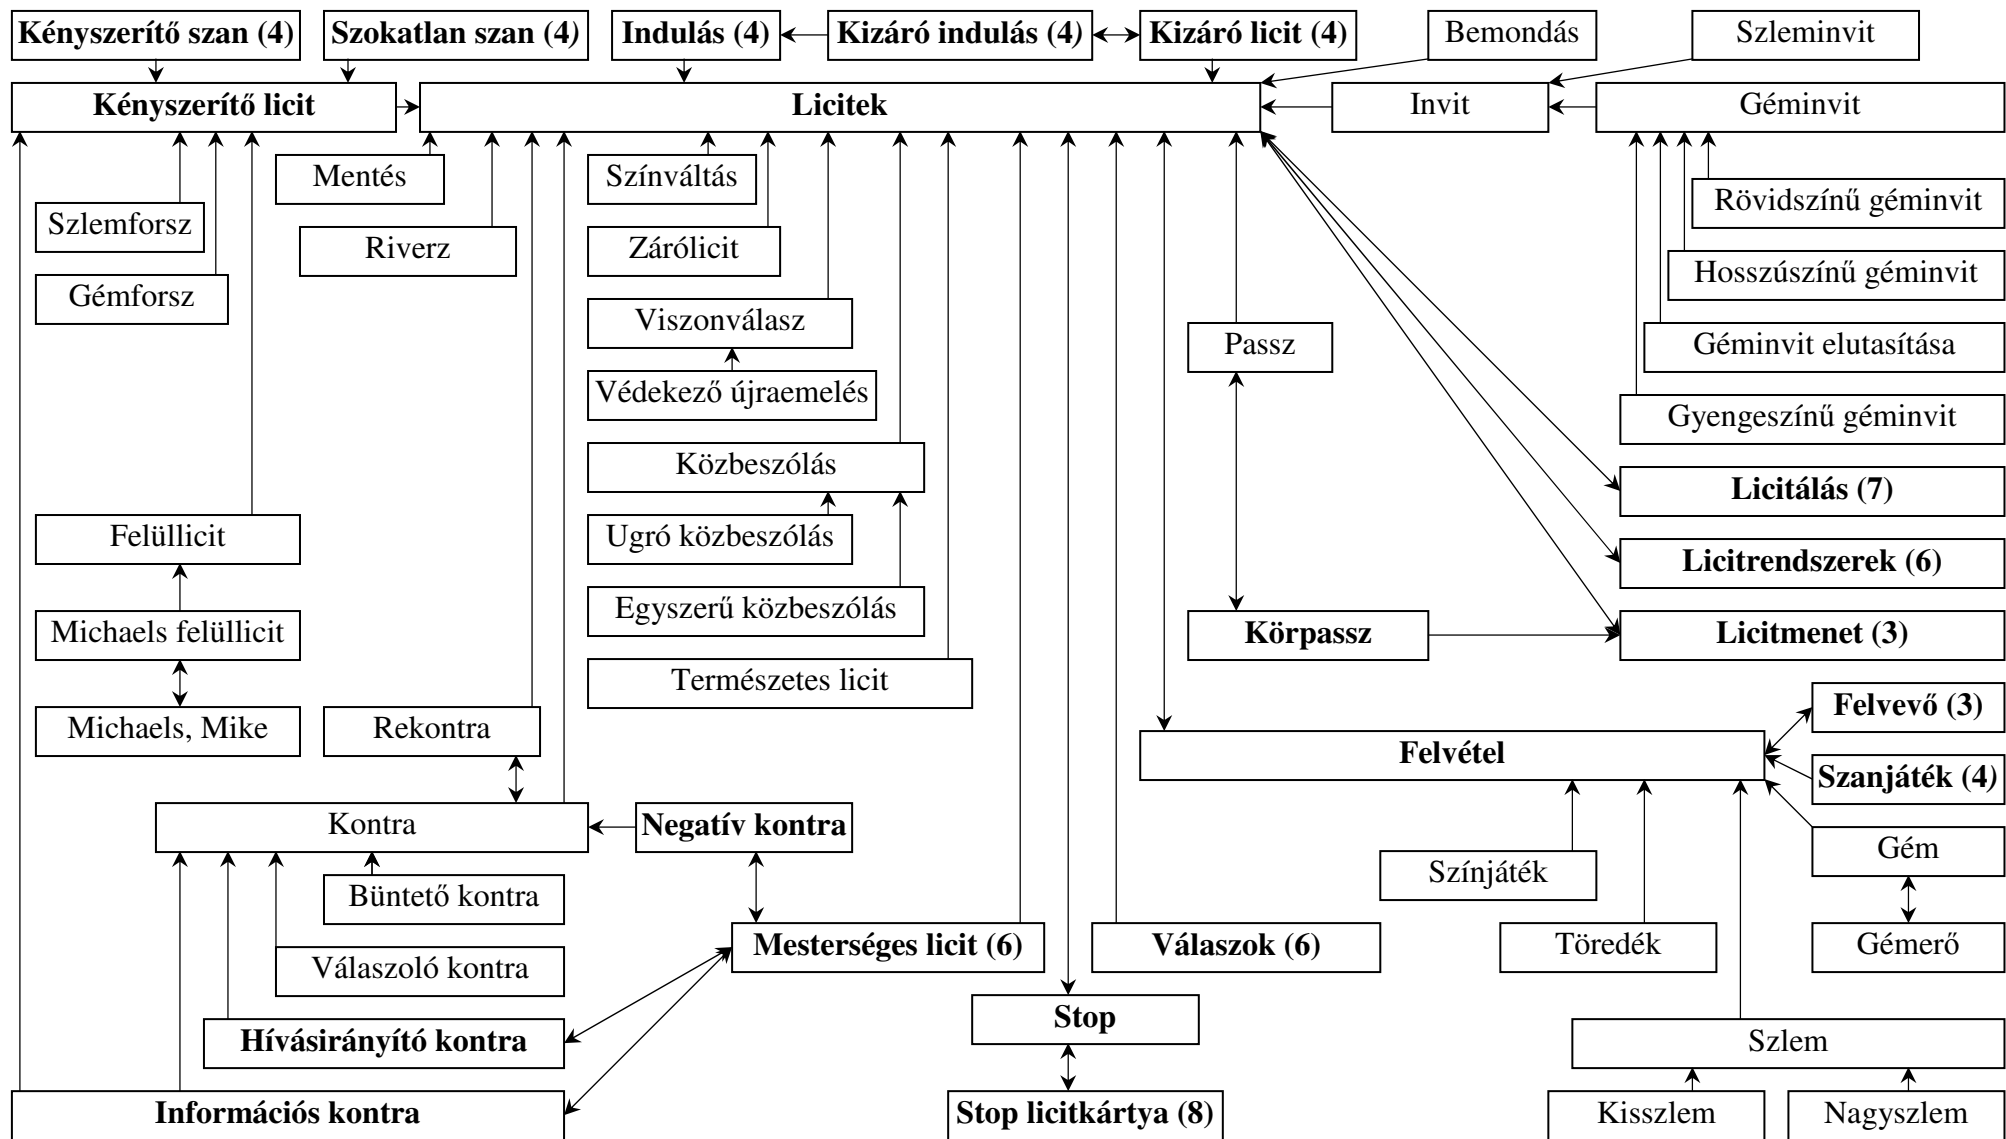 Kényszerítő szan (4)
Szokatlan szan (4)
Indulás (4)
Kizáró indulás (4)
Kizáró licit (4)
Bemondás
Szleminvit
Kényszerítő licit
Licitek
Invit
Géminvit
Mentés
Színváltás
Rövidszínű géminvit
Szlemforsz
Riverz
Zárólicit
Hosszúszínű géminvit
Gémforsz
Viszonválasz
Passz
Géminvit elutasítása
Védekező újraemelés
Gyengeszínű géminvit
Közbeszólás
Licitálás (7)
Felüllicit
Ugró közbeszólás
Licitrendszerek (6)
Egyszerű közbeszólás
Michaels felüllicit
Körpassz
Licitmenet (3)
Természetes licit
Michaels, Mike
Rekontra
Felvevő (3)
Felvétel
Szanjáték (4)
Kontra
Negatív kontra
Gém
Büntető kontra
Színjáték
Mesterséges licit (6)
Válaszok (6)
Töredék
Gémerő
Válaszoló kontra
Stop
Hívásirányító kontra
Szlem
Információs kontra
Stop licitkártya (8)
Kisszlem
Nagyszlem